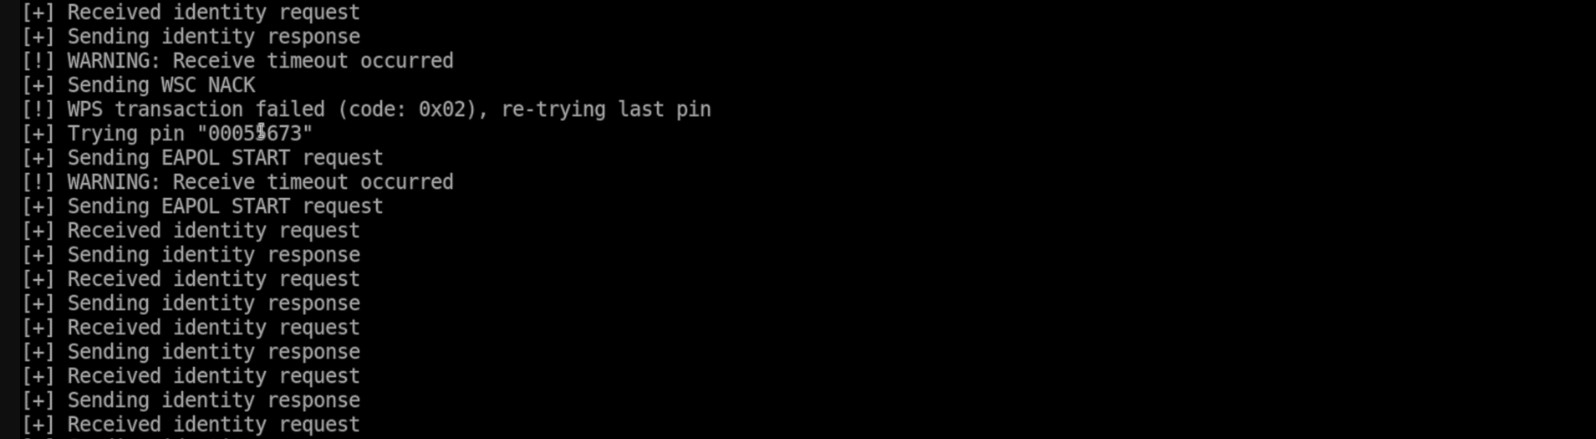 [+] Received identity request
[+] Sending identity response
[!] WARNING: Receive timeout occurred
[+] Sending WSC NACK
[!] WPS transaction failed (code: 0x02), re-trying last pin
[+] Trying pin "00055673"
[+] Sending EAPOL START request
[!] WARNING: Receive timeout occurred
[+] Sending EAPOL START request
[+] Received identity request
[+] Sending identity response
[+] Received identity request
[+] Sending identity response
[+] Received identity request
[+] Sending identity response
[+] Received identity request
[+] Sending identity response
[+] Received identity request